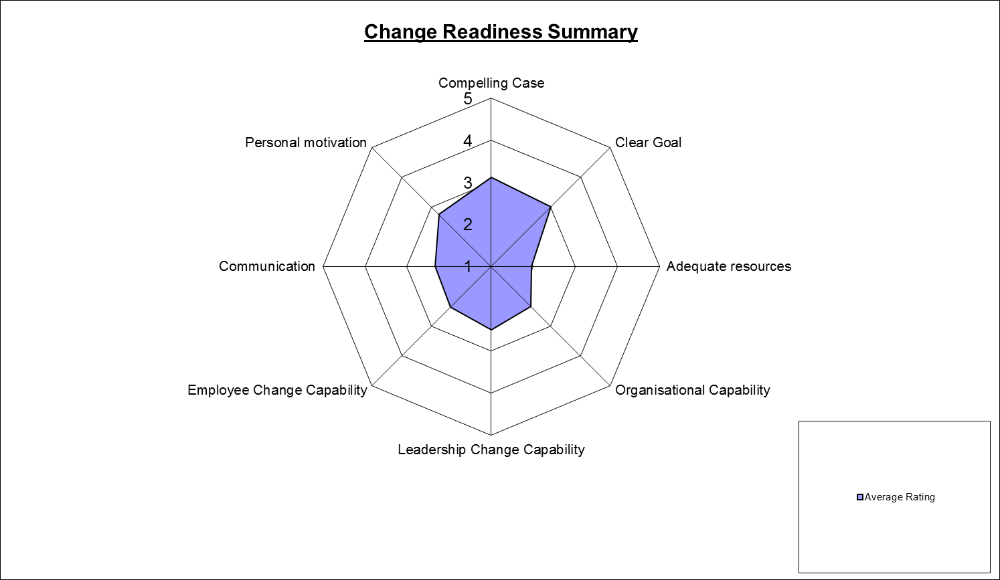 Change Readiness Summary
Compelling Case
5
Personal motivation
4
Clear Goal
3
2
Communication
1
Adequate resources
Employee Change Capability
Organisational Capability
Leadership Change Capability
Average Rating